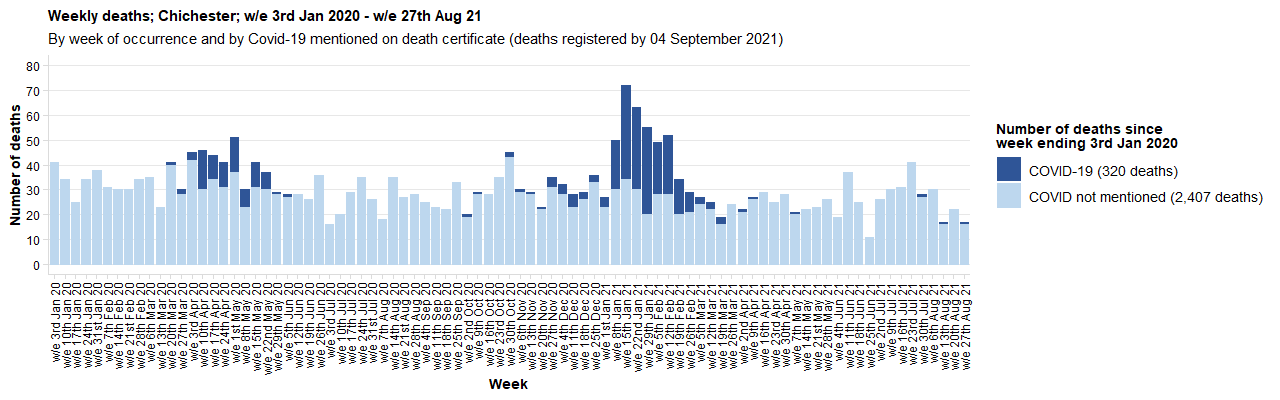 Weekly deaths; Chichester; w/e 3rd Jan 2020 - w/e 27th Aug 21
By week of occurrence and by Covid-19 mentioned on death certificate (deaths registered by 04 September 2021)
Number of deaths
80
70
60
50
40
30
20
10
0
w/e 3rd Jan 20
w/e 10th Jan 20
w/e 17th Jan 20
w/e 24th Jan 20
w/e 31st Jan 20
w/e 7th Feb 20
w/e 14th Feb 20
w/e 21st Feb 20
w/e 28th Feb 20
w/e 6th Mar 20
w/e 13th Mar 20
w/e 20th Mar 20
w/e 27th Mar 20
w/e 3rd Apr 20
w/e 10th Apr 20
w/e 17th Apr 20
w/e 24th Apr 20
w/e 1st May 20
w/e 8th May 20
w/e 15th May 20
w/e 22nd May 20
w/e 29th May 20
w/e 5th Jun 20
w/e 12th Jun 20
w/e 19th Jun 20
w/e 26th Jun 20
w/e 3rd Jul 20
w/e 10th Jul 20
w/e 17th Jul 20
w/e 24th Jul 20
w/e 31st Jul 20
w/e 7th Aug 20
w/e 14th Aug 20
w/e 21st Aug 20
w/e 28th Aug 20
w/e 4th Sep 20
w/e 11th Sep 20
w/e 18th Sep 20
w/e 25th Sep 20
w/e 2nd Oct 20
w/e 9th Oct 20
w/e 16th Oct 20
w/e 23rd Oct 20
w/e 30th Oct 20
w/e 6th Nov 20
w/e 13th Nov 20
w/e 20th Nov 20
w/e 27th Nov 20
w/e 4th Dec 20
w/e 11th Dec 20
w/e 18th Dec 20
w/e 25th Dec 20
w/e 1st Jan 21
w/e 8th Jan 21
w/e 15th Jan 21
w/e 22nd Jan 21
w/e 29th Jan 21
w/e 5th Feb 21
w/e 12th Feb 21
w/e 19th Feb 21
w/e 26th Feb 21
w/e 5th Mar 21
w/e 12th Mar 21
w/e 19th Mar 21
w/e 26th Mar 21
w/e 2nd Apr 21
w/e 9th Apr 21
w/e 16th Apr 21
w/e 23rd Apr 21
w/e 30th Apr 21
w/e 7th May 21
w/e 14th May 21
w/e 21st May 21
w/e 28th May 21
w/e 4th Jun 21
w/e 11th Jun 21
w/e 18th Jun 21
w/e 25th Jun 21
w/e 2nd Jul 21
w/e 9th Jul 21
w/e 16th Jul 21
w/e 23rd Jul 21
w/e 30th Jul 21
w/e 6th Aug 21
w/e 13th Aug 21
w/e 20th Aug 21
w/e 27th Aug 21
Week
Number of deaths since
week ending 3rd Jan 2020
COVID-19 (320 deaths)
COVID not mentioned (2,407 deaths)